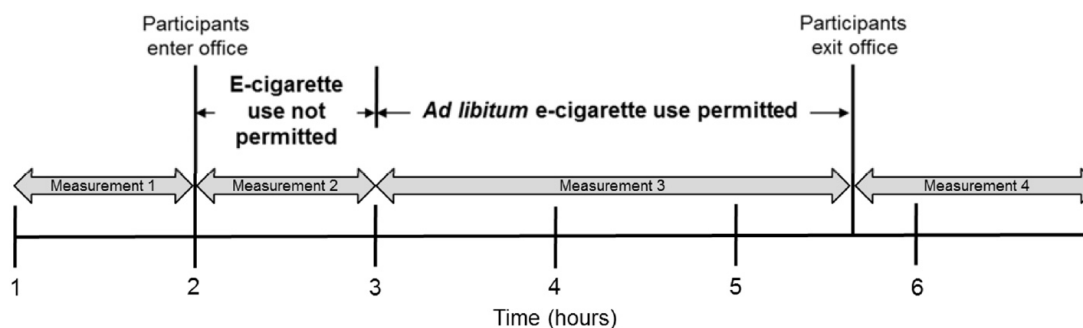 Participants
enter office
Participants
exit office
E-cigarette
use not
permitted
Ad libitum e-cigarette use permitted
Measurement 1
Measurement 2
Measurement 3
Measurement 4
1
2
3
4
5
6
Time (hours)